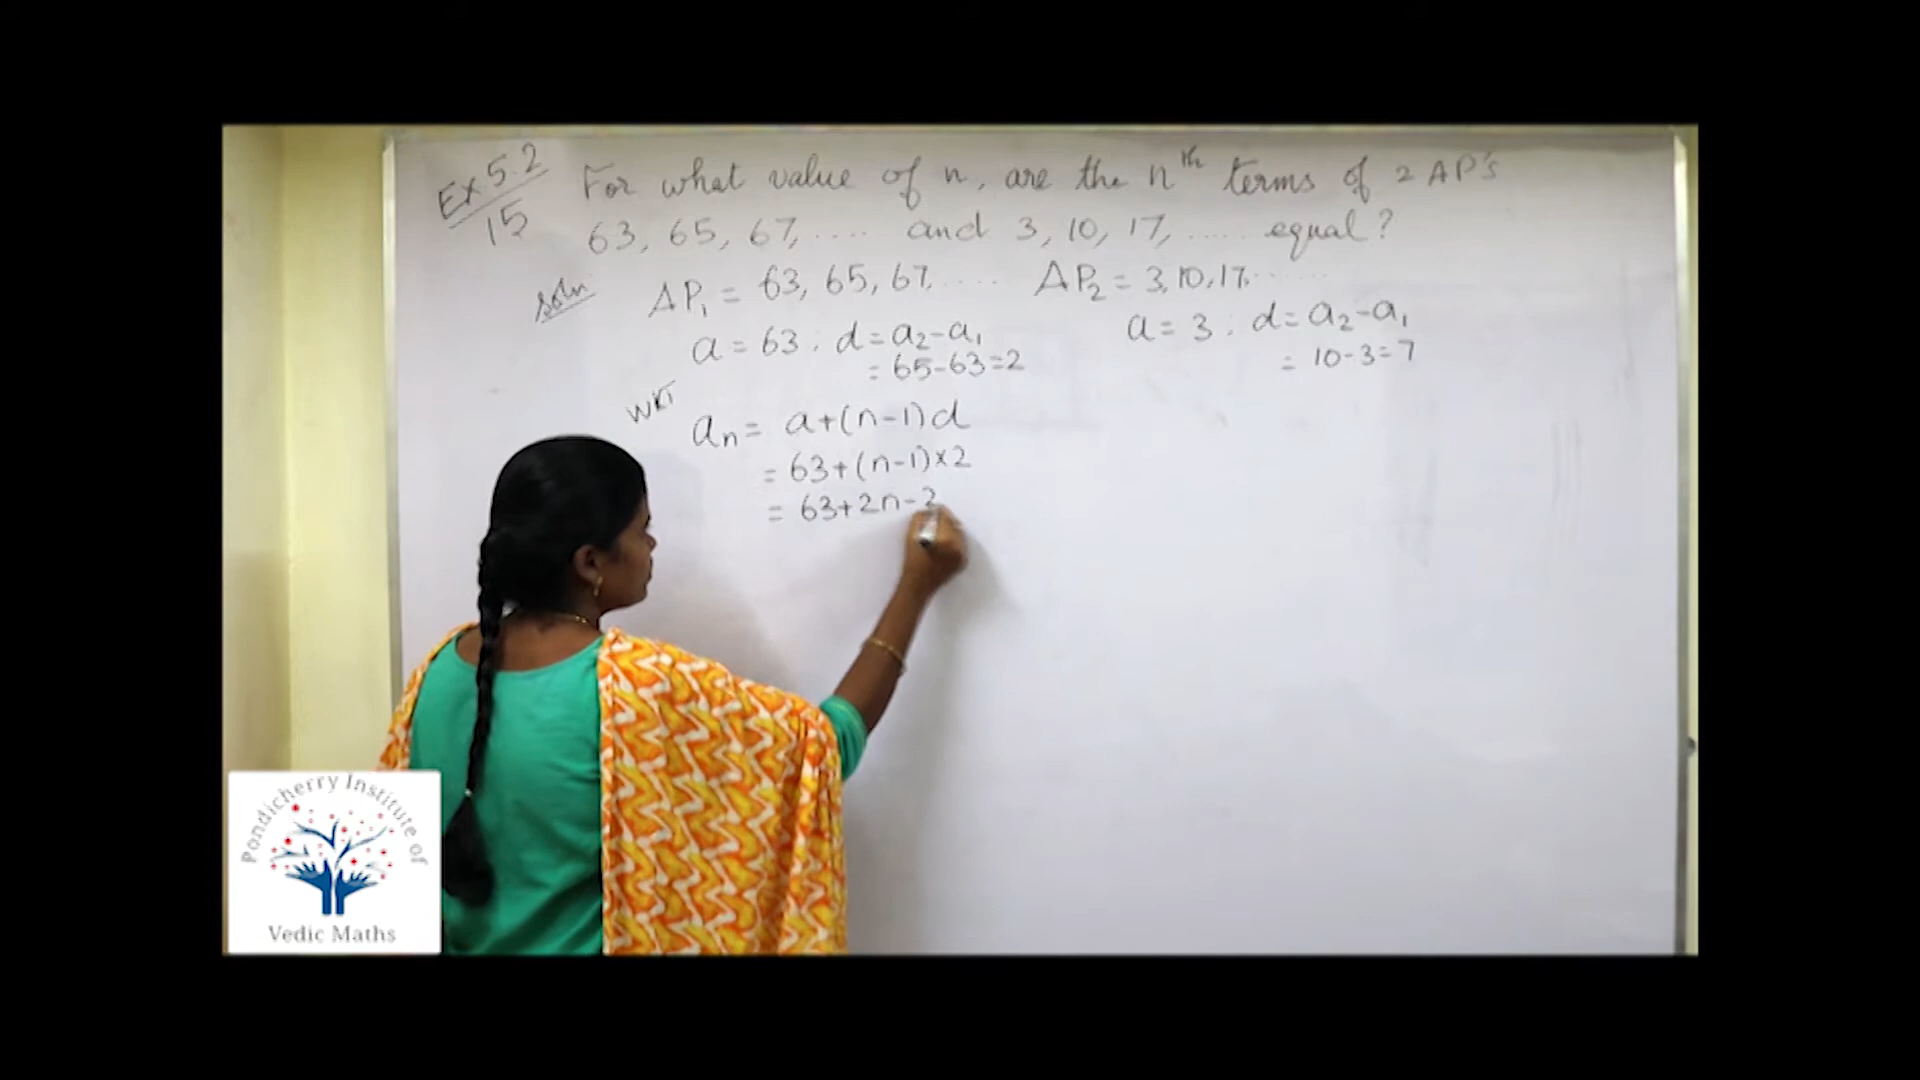 Ex 5.2
15
For what value of n, are the nth terms of 2 AP's
63, 65, 67, .... and 3, 10, 17, ..... equal?
Soln
AP₁ = 63, 65, 67, ....
AP₂ = 3, 10, 17, ......
a = 63 ; d = a₂-a₁
= 65-63=2
a = 3 ; d = a₂-a₁
= 10-3=7
WKT
aₙ = a+(n-1)d
= 63+(n-1)×2
= 63+2n-2
Pondicherry Institute of
Vedic Maths